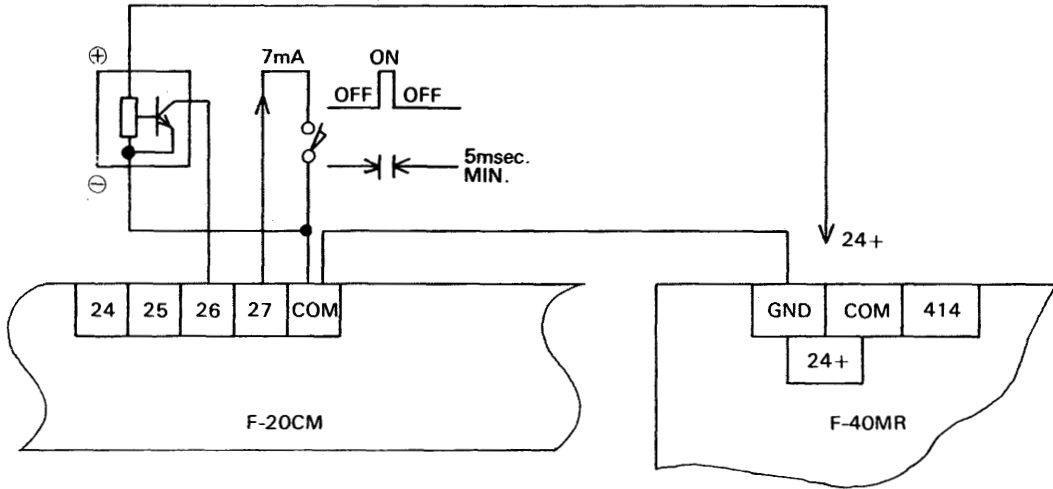 ⊕
7mA
ON
OFF OFF
5msec.
MIN.
⊖
24+
24 25 26 27 COM
GND COM 414
24+
F-20CM
F-40MR